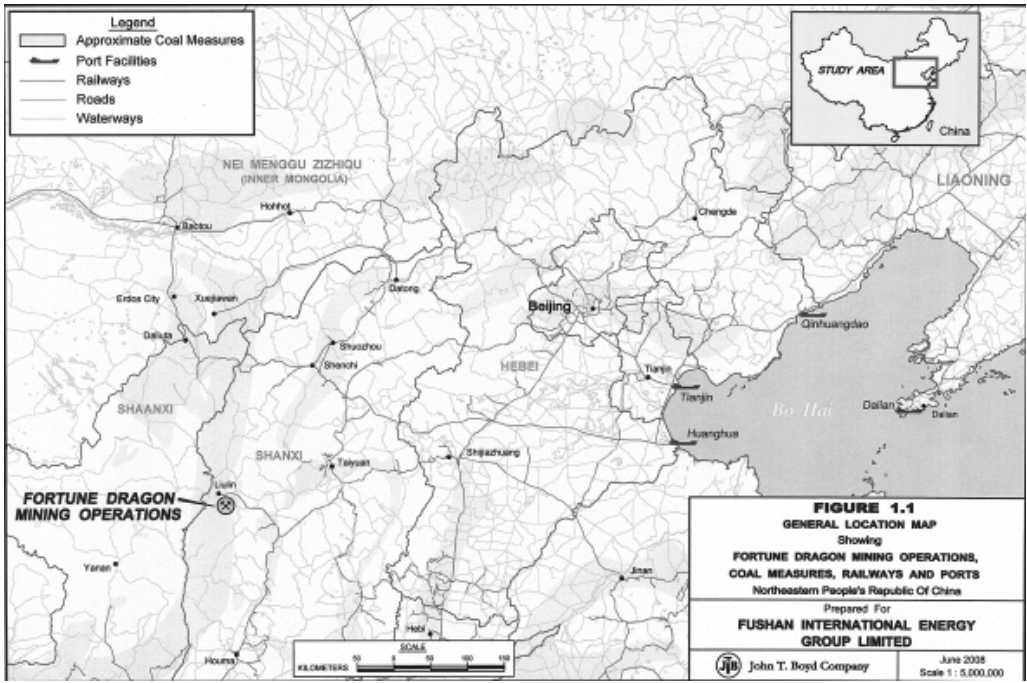 Legend
Approximate Coal Measures
Port Facilities
Railways
Roads
Waterways
STUDY AREA
China
NEI MENGGU ZIZHIQU
(INNER MONGOLIA)
LIAONING
Hohhot
Baotou
Chengde
Erdos City
Xuejiawan
Datong
Beijing
Qinhuangdao
Daliuta
Shuozhou
Shenchi
HEBEI
Tianjin
Tianjin
Bo Hai
Dalian
Dalian
SHAANXI
Huanghua
SHANXI
Taiyuan
Shijiazhuang
Liulin
FORTUNE DRAGON
MINING OPERATIONS
Yanan
Jinan
Hebi
Houma
SCALE
KILOMETERS 50 0 50 100 150
FIGURE 1.1
GENERAL LOCATION MAP
Showing
FORTUNE DRAGON MINING OPERATIONS,
COAL MEASURES, RAILWAYS AND PORTS
Northeastern People's Republic Of China
Prepared For
FUSHAN INTERNATIONAL ENERGY
GROUP LIMITED
JTB John T. Boyd Company
June 2008
Scale 1 : 5,000,000